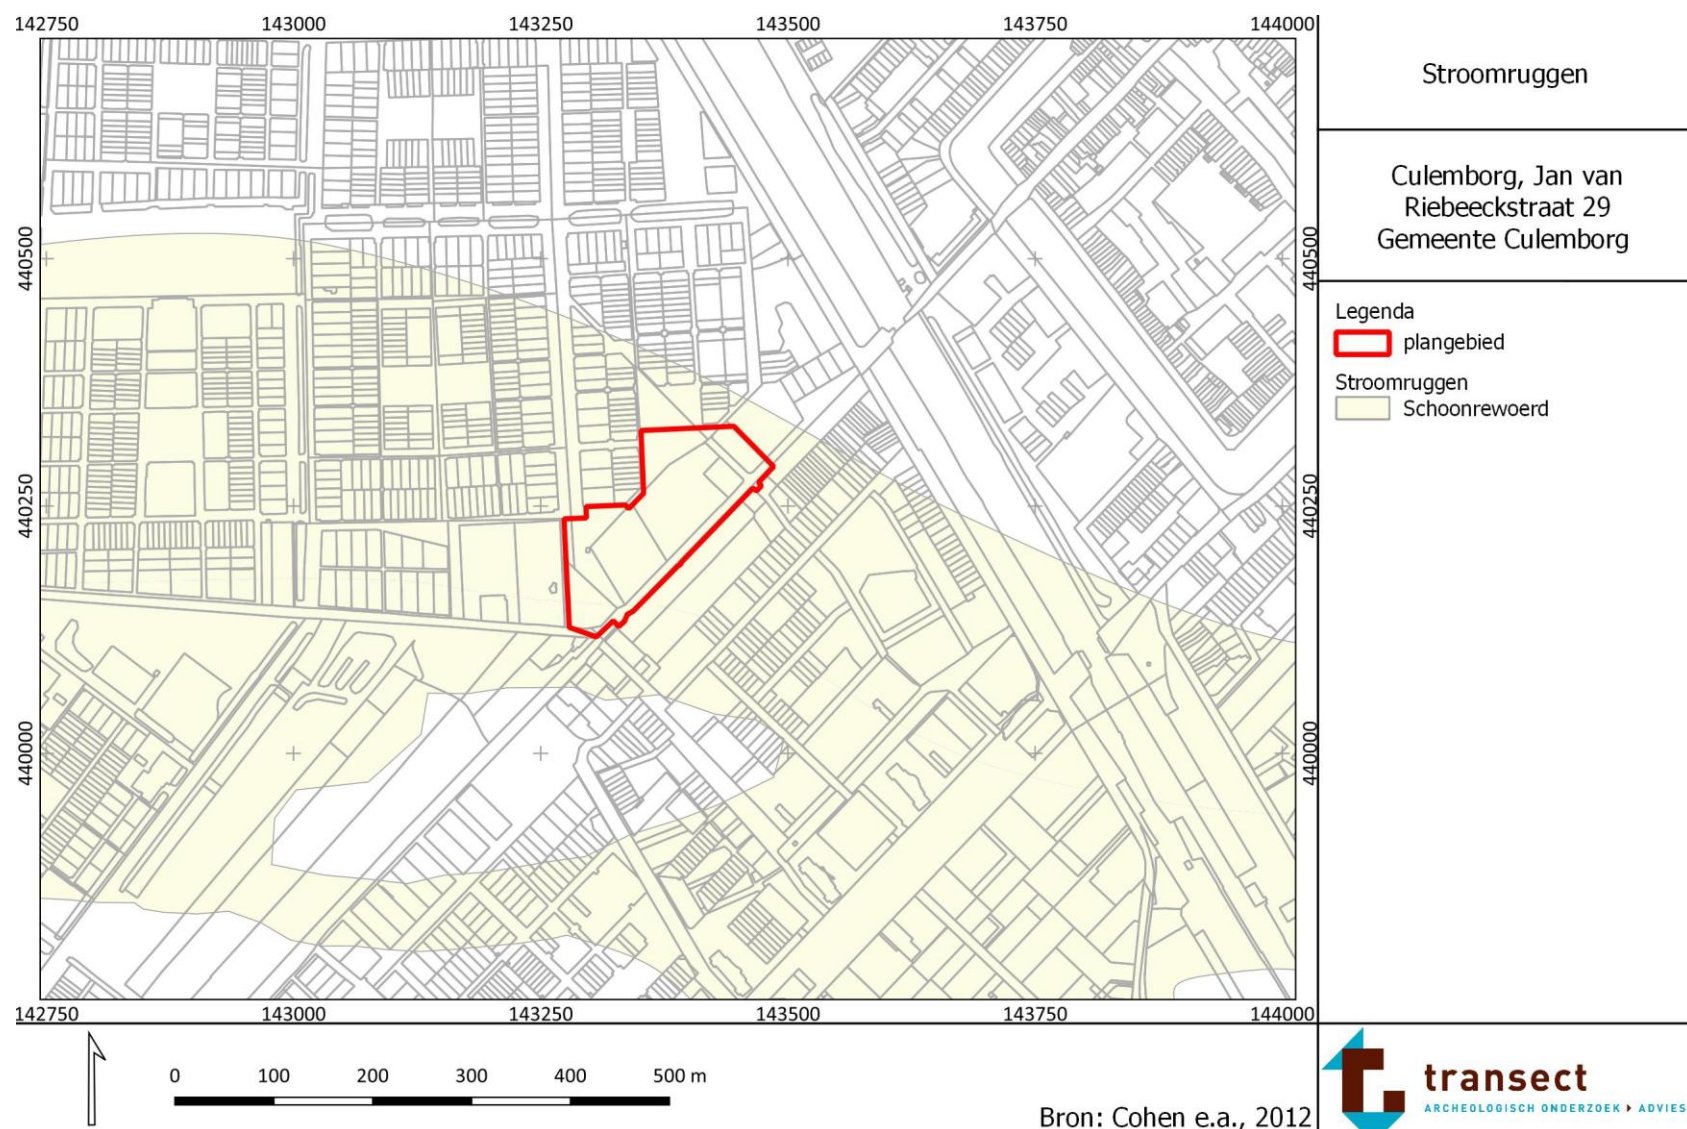 142750 143000 143250 143500 143750 144000
Stroomruggen
Culemborg, Jan van
Riebeeckstraat 29
Gemeente Culemborg
440500 440500
Legenda
plangebied
Stroomruggen
Schoonrewoerd
440250 440250
440000 440000
142750 143000 143250 143500 143750 144000
0 100 200 300 400 500 m
Bron: Cohen e.a., 2012
transect
ARCHEOLOGISCH ONDERZOEK ADVIES